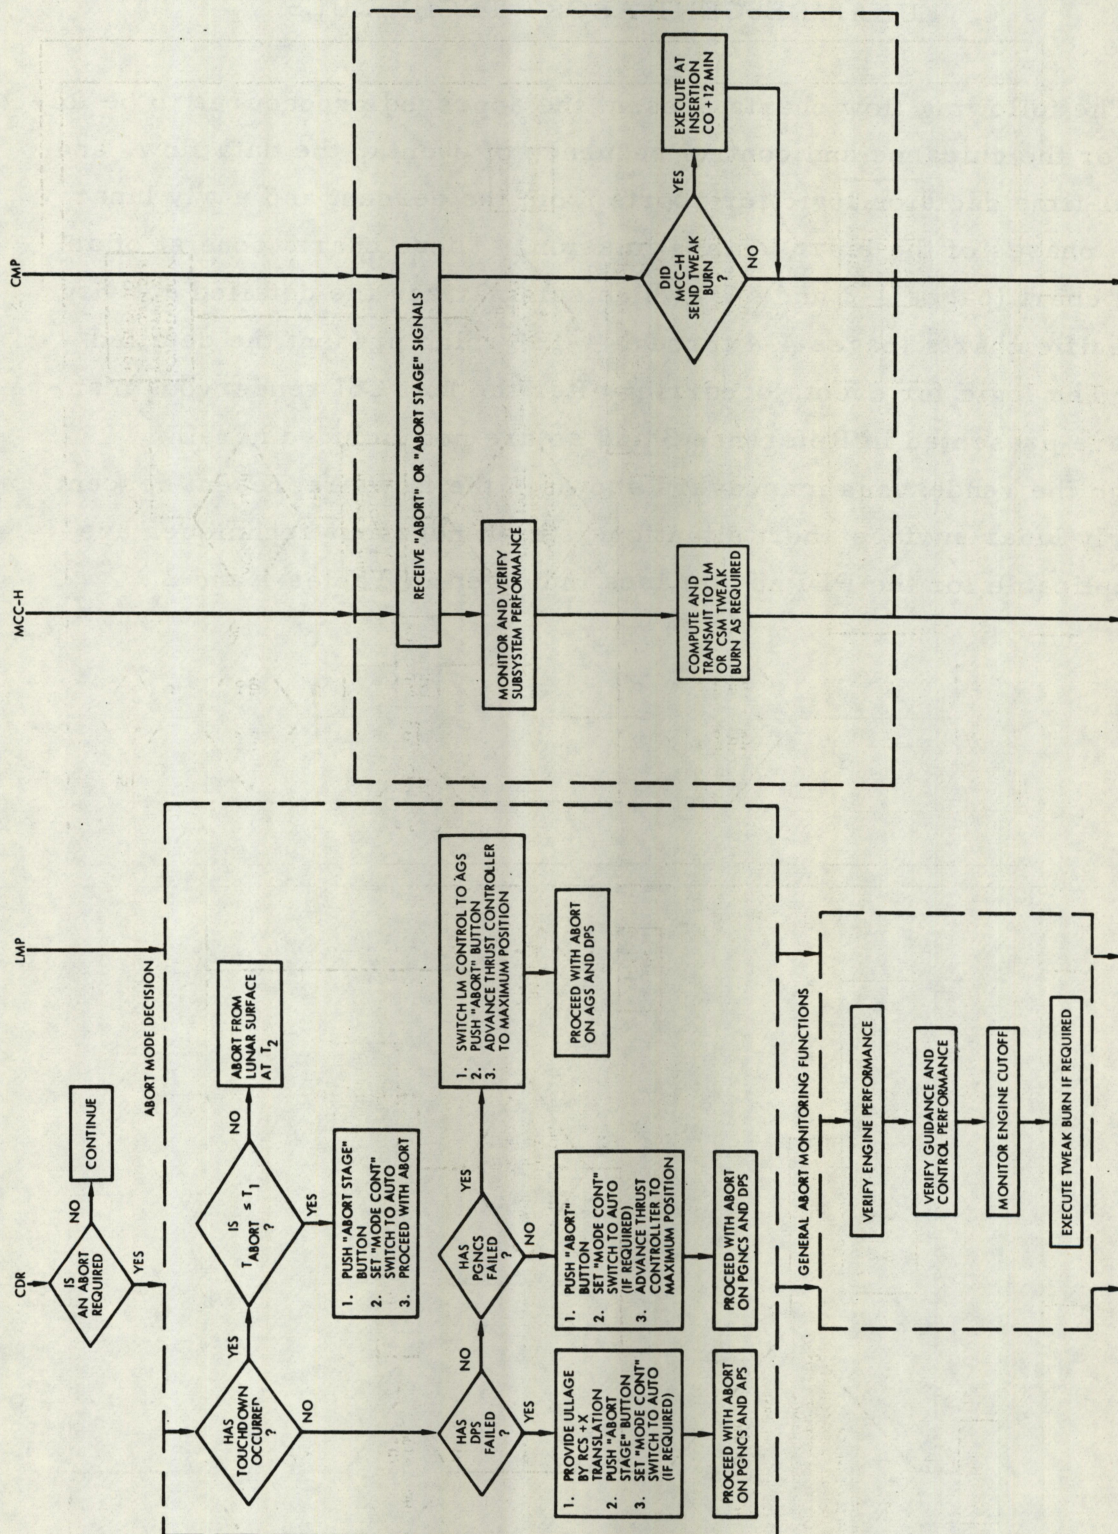 CDR
LMP
MCC-H
CMP
IS
AN ABORT
REQUIRED
?
NO
CONTINUE
YES
ABORT MODE DECISION
HAS
TOUCHDOWN
OCCURRED
?
YES
NO
IS
TABORT ≤ T1
?
NO
ABORT FROM
LUNAR SURFACE
AT T2
YES
1. PUSH "ABORT STAGE"
BUTTON
2. SET "MODE CONT"
SWITCH TO AUTO
3. PROCEED WITH ABORT
HAS
DPS
FAILED
?
NO
YES
HAS
PGNCS
FAILED
?
YES
NO
1. SWITCH LM CONTROL TO AGS
2. PUSH "ABORT" BUTTON
3. ADVANCE THRUST CONTROLLER
TO MAXIMUM POSITION
PROCEED WITH ABORT
ON AGS AND DPS
1. PROVIDE ULLAGE
BY RCS +X
TRANSLATION
2. PUSH "ABORT
STAGE" BUTTON
3. SET "MODE CONT"
SWITCH TO AUTO
(IF REQUIRED)
PROCEED WITH ABORT
ON PGNCS AND APS
1. PUSH "ABORT"
BUTTON
2. SET "MODE CONT"
SWITCH TO AUTO
(IF REQUIRED)
3. ADVANCE THRUST
CONTROLLTER TO
MAXIMUM POSITION
PROCEED WITH ABORT
ON PGNCS AND DPS
GENERAL ABORT MONITORING FUNCTIONS
VERIFY ENGINE PERFORMANCE
VERIFY GUIDANCE AND
CONTROL PERFORMANCE
MONITOR ENGINE CUTOFF
EXECUTE TWEAK BURN IF REQUIRED
RECEIVE "ABORT" OR "ABORT STAGE" SIGNALS
MONITOR AND VERIFY
SUBSYSTEM PERFORMANCE
COMPUTE AND
TRANSMIT TO LM
OR CSM TWEAK
BURN AS REQUIRED
DID
MCC-H
SEND TWEAK
BURN
?
YES
NO
EXECUTE AT
INSERTION
CO + 12 MIN